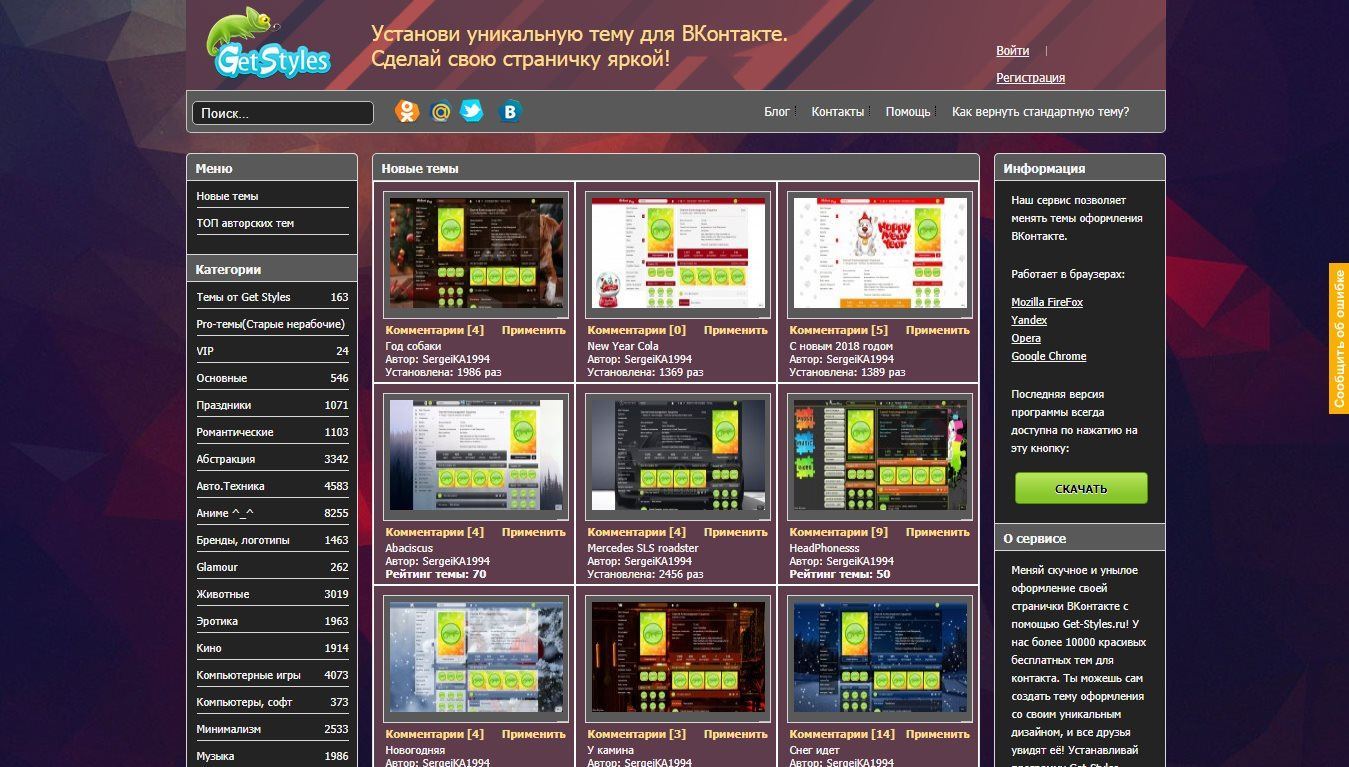 GetStyles
Установи уникальную тему для ВКонтакте.
Сделай свою страничку яркой!
Войти |
Регистрация
Поиск...
Блог
Контакты
Помощь
Как вернуть стандартную тему?
Меню
Новые темы
ТОП авторских тем
Категории
Темы от Get Styles 163
Pro-темы(Старые нерабочие)
VIP 24
Основные 546
Праздники 1071
Романтические 1103
Абстракция 3342
Авто.Техника 4583
Аниме ^_^ 8255
Бренды, логотипы 1463
Glamour 262
Животные 3019
Эротика 1963
Кино 1914
Компьютерные игры 4073
Компьютеры, софт 373
Минимализм 2533
Музыка 1986
Новые темы
Комментарии [4] Применить
Год собаки
Автор: SergeiKA1994
Установлена: 1986 раз
Комментарии [0] Применить
New Year Cola
Автор: SergeiKA1994
Установлена: 1369 раз
Happy New Year
Комментарии [5] Применить
С новым 2018 годом
Автор: SergeiKA1994
Установлена: 1389 раз
Комментарии [4] Применить
Abaciscus
Автор: SergeiKA1994
Рейтинг темы: 70
Комментарии [4] Применить
Mercedes SLS roadster
Автор: SergeiKA1994
Установлена: 2456 раз
Комментарии [9] Применить
HeadPhonesss
Автор: SergeiKA1994
Рейтинг темы: 50
Комментарии [4] Применить
Новогодняя
Автор: SergeiKA1994
Комментарии [3] Применить
У камина
Автор: SergeiKA1994
Комментарии [14] Применить
Снег идет
Автор: SergeiKA1994
Информация
Наш сервис позволяет
менять темы оформления
ВКонтакте.
Работает в браузерах:
Mozilla FireFox
Yandex
Opera
Google Chrome
Последняя версия
программы всегда
доступна по нажатию на
эту кнопку:
СКАЧАТЬ
О сервисе
Меняй скучное и унылое
оформление своей
странички ВКонтакте с
помощью Get-Styles.ru! У
нас более 10000 красивых
бесплатных тем для
контакта. Ты можешь сам
создать тему оформления
со своим уникальным
дизайном, и все друзья
увидят её! Устанавливай
программу Get-Styles
Сообщить об ошибке